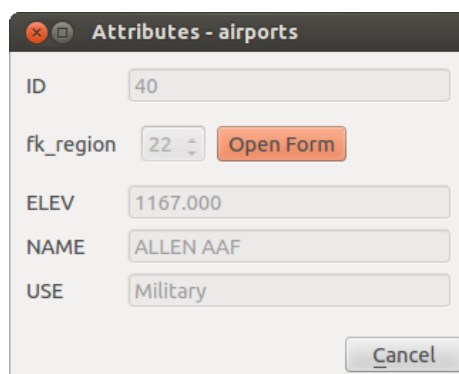 Attributes - airports
ID 40
fk_region 22 Open Form
ELEV 1167.000
NAME ALLEN AAF
USE Military
Cancel